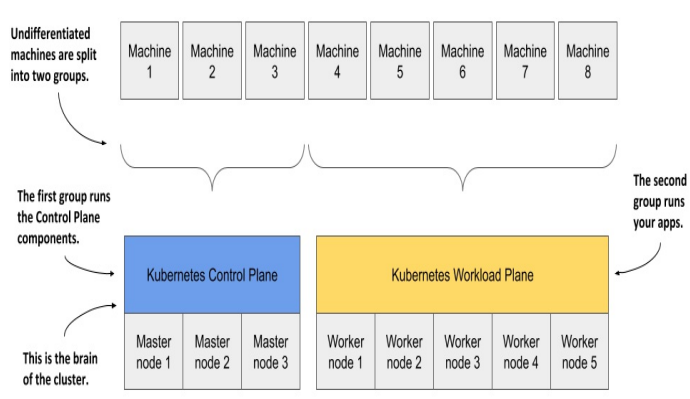 Undifferentiated
machines are split
into two groups.
Machine
1
Machine
2
Machine
3
Machine
4
Machine
5
Machine
6
Machine
7
Machine
8
The first group runs
the Control Plane
components.
The second
group runs
your apps.
Kubernetes Control Plane
Kubernetes Workload Plane
This is the brain
of the cluster.
Master
node 1
Master
node 2
Master
node 3
Worker
node 1
Worker
node 2
Worker
node 3
Worker
node 4
Worker
node 5